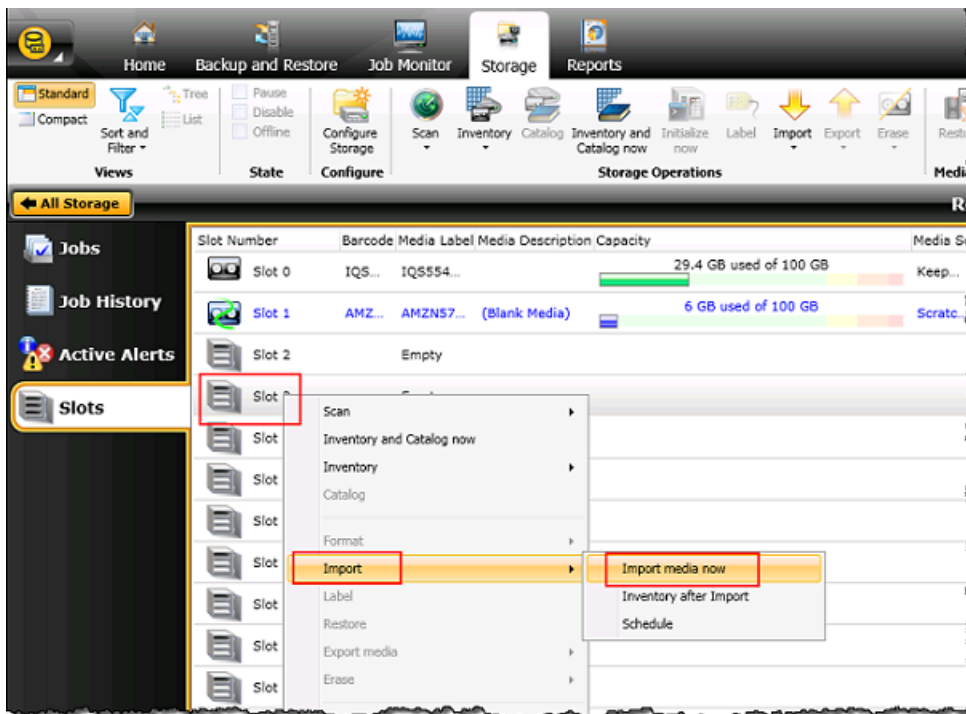 Home Backup and Restore Job Monitor Storage Reports
Standard
Compact
Sort and Filter
Tree
List
Views
Pause
Disable
Offline
State
Configure Storage
Configure
Scan Inventory Catalog Inventory and Catalog now Initialize now Label Import Export Erase
Storage Operations
All Storage
Jobs
Job History
Active Alerts
Slots
Slot Number Barcode Media Label Media Description Capacity
Slot 0 IQS... IQS554... 29.4 GB used of 100 GB Keep...
Slot 1 AMZ... AMZN57... (Blank Media) 6 GB used of 100 GB Scratc...
Slot 2 Empty
Slot
Slot
Slot
Slot
Slot
Slot
Slot
Slot
Scan
Inventory and Catalog now
Inventory
Catalog
Format
Import
Label
Restore
Export media
Erase
Import media now
Inventory after Import
Schedule